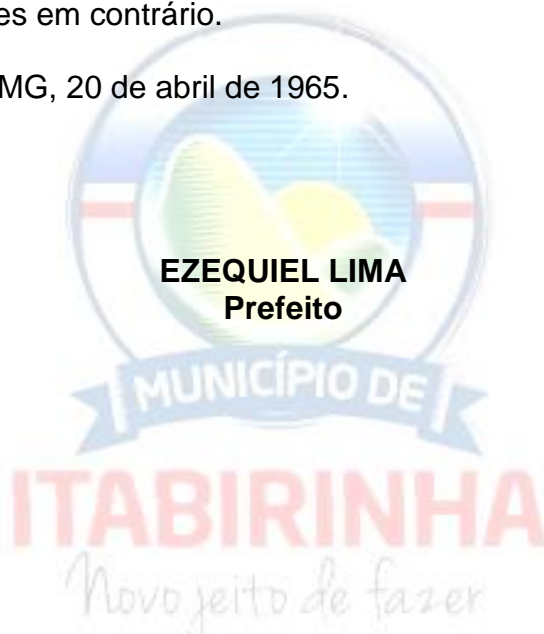 es em contrário.
MG, 20 de abril de 1965.
EZEQUIEL LIMA
Prefeito
MUNICÍPIO DE
ITABIRINHA
Novo jeito de fazer